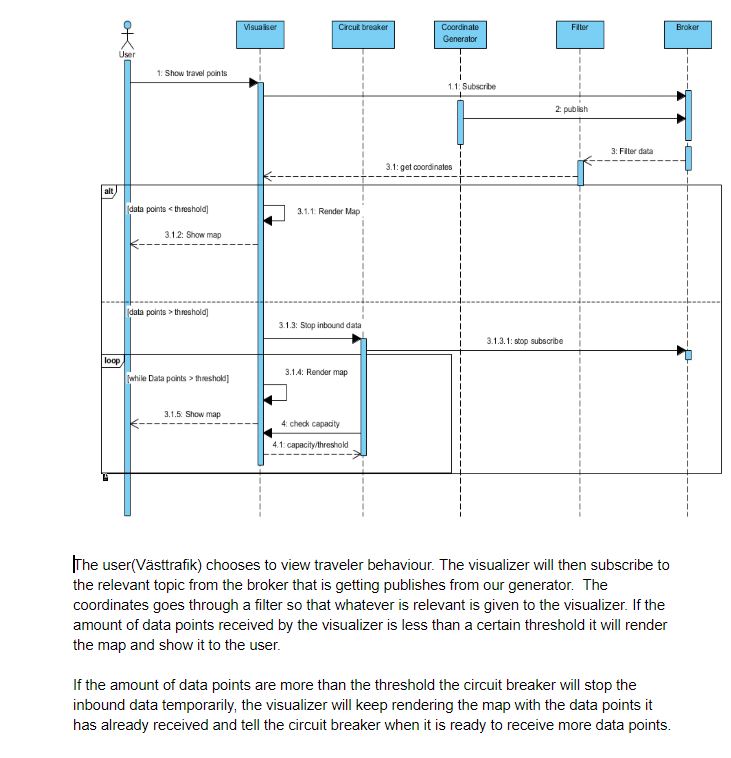 User
Visualiser
Circuit breaker
Coordinate
Generator
Filter
Broker
1: Show travel points
1.1: Subscribe
2: publish
3: Filter data
3.1: get coordinates
alt
[data points < threshold]
3.1.1: Render Map
3.1.2: Show map
[data points > threshold]
3.1.3: Stop inbound data
3.1.3.1: stop subscribe
loop
[while Data points > threshold]
3.1.4: Render map
3.1.5: Show map
4: check capacity
4.1: capacity/threshold
The user(Västtrafik) chooses to view traveler behaviour. The visualizer will then subscribe to
the relevant topic from the broker that is getting publishes from our generator.  The
coordinates goes through a filter so that whatever is relevant is given to the visualizer. If the
amount of data points received by the visualizer is less than a certain threshold it will render
the map and show it to the user.
If the amount of data points are more than the threshold the circuit breaker will stop the
inbound data temporarily, the visualizer will keep rendering the map with the data points it
has already received and tell the circuit breaker when it is ready to receive more data points.